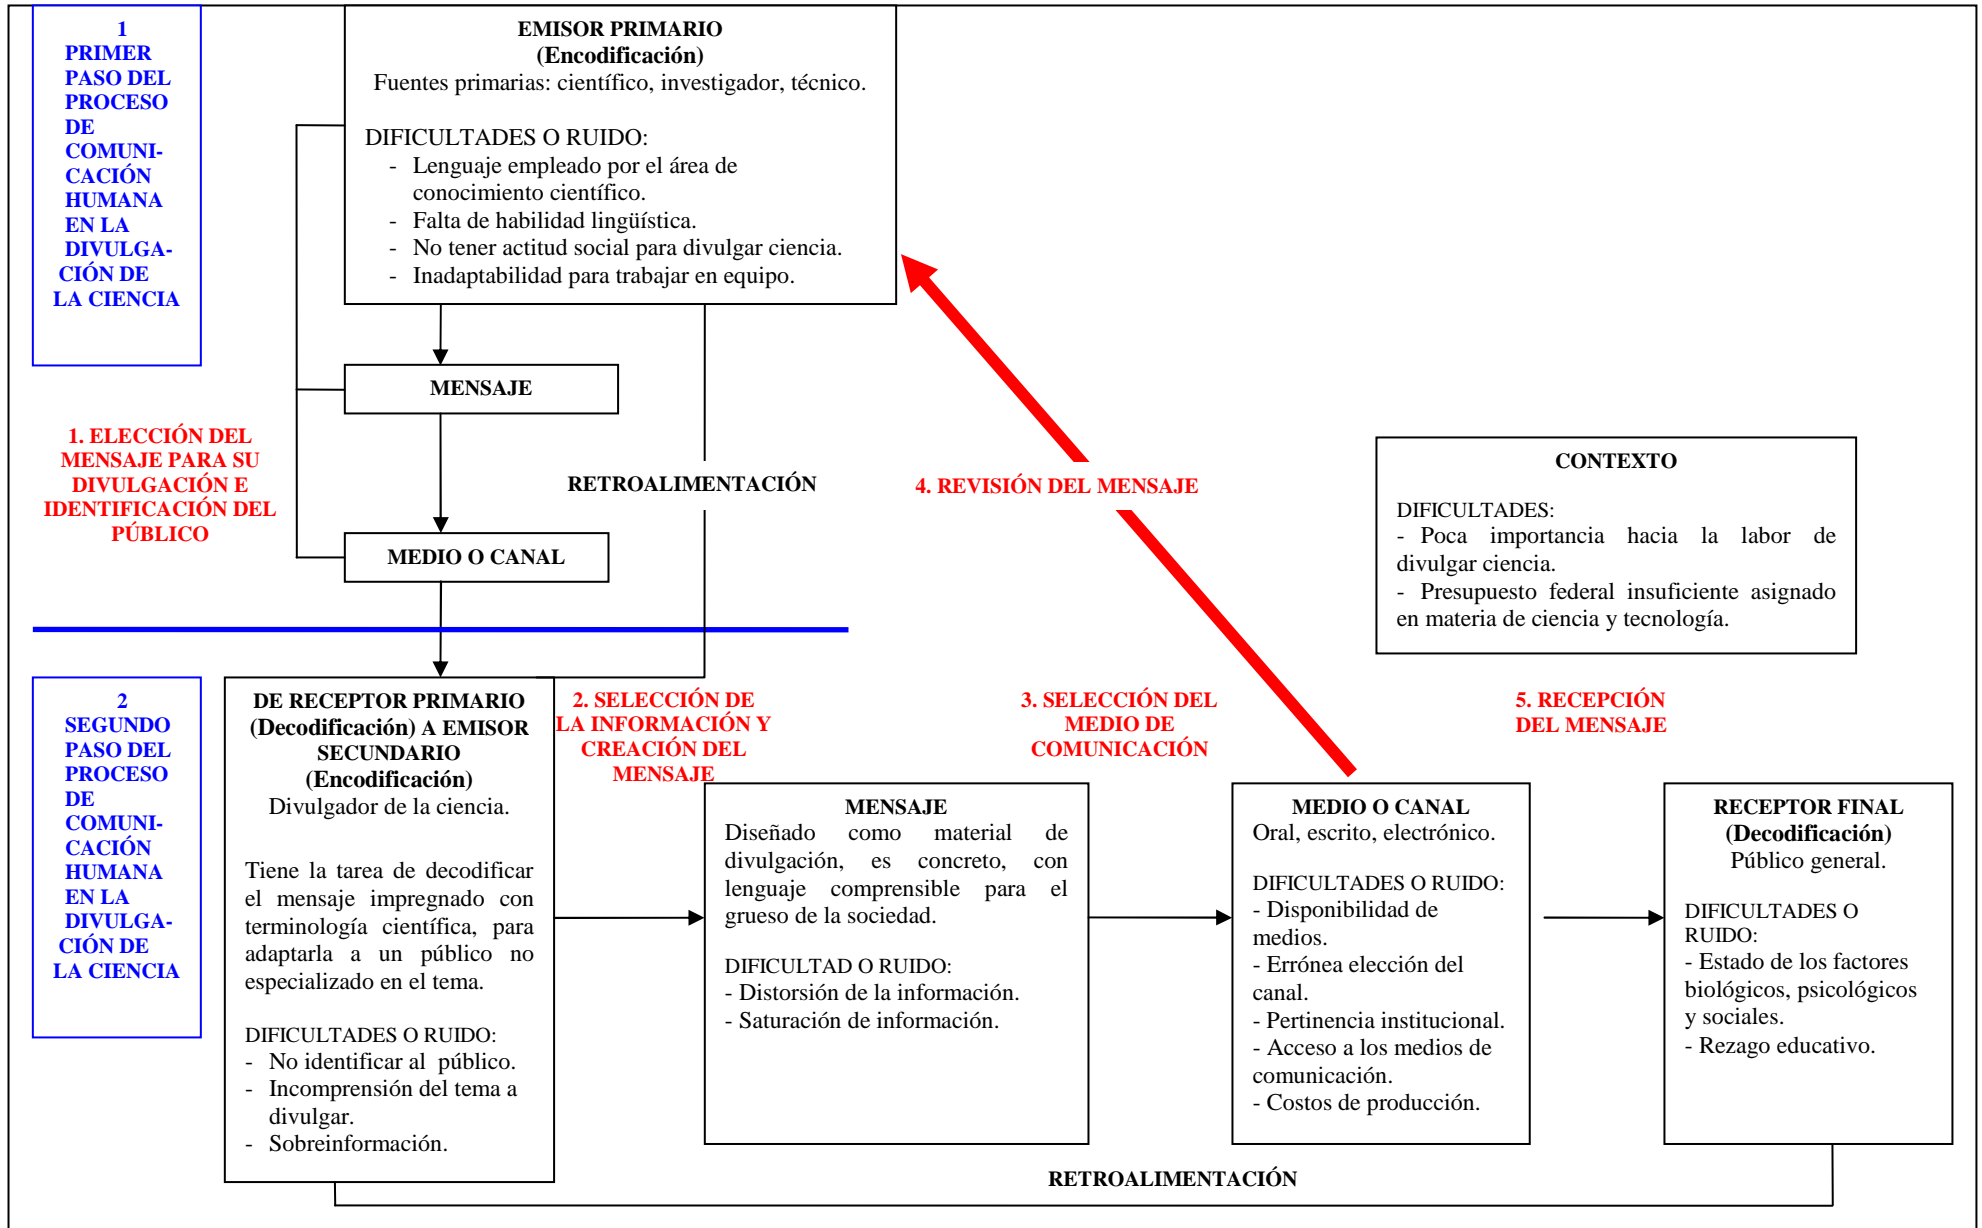 1
PRIMER
PASO DEL
PROCESO
DE
COMUNI-
CACIÓN
HUMANA
EN LA
DIVULGA-
CIÓN DE
LA CIENCIA
EMISOR PRIMARIO
(Encodificación)
Fuentes primarias: científico, investigador, técnico.
DIFICULTADES O RUIDO:
- Lenguaje empleado por el área de
conocimiento científico.
- Falta de habilidad lingüística.
- No tener actitud social para divulgar ciencia.
- Inadaptabilidad para trabajar en equipo.
MENSAJE
1. ELECCIÓN DEL
MENSAJE PARA SU
DIVULGACIÓN E
IDENTIFICACIÓN DEL
PÚBLICO
RETROALIMENTACIÓN
4. REVISIÓN DEL MENSAJE
MEDIO O CANAL
CONTEXTO
DIFICULTADES:
- Poca importancia hacia la labor de
divulgar ciencia.
- Presupuesto federal insuficiente asignado
en materia de ciencia y tecnología.
2
SEGUNDO
PASO DEL
PROCESO
DE
COMUNI-
CACIÓN
HUMANA
EN LA
DIVULGA-
CIÓN DE
LA CIENCIA
DE RECEPTOR PRIMARIO
(Decodificación) A EMISOR
SECUNDARIO
(Encodificación)
Divulgador de la ciencia.
Tiene la tarea de decodificar
el mensaje impregnado con
terminología científica, para
adaptarla a un público no
especializado en el tema.
DIFICULTADES O RUIDO:
- No identificar al público.
- Incomprensión del tema a
divulgar.
- Sobreinformación.
2. SELECCIÓN DE
LA INFORMACIÓN Y
CREACIÓN DEL
MENSAJE
MENSAJE
Diseñado como material de
divulgación, es concreto, con
lenguaje comprensible para el
grueso de la sociedad.
DIFICULTAD O RUIDO:
- Distorsión de la información.
- Saturación de información.
3. SELECCIÓN DEL
MEDIO DE
COMUNICACIÓN
MEDIO O CANAL
Oral, escrito, electrónico.
DIFICULTADES O RUIDO:
- Disponibilidad de
medios.
- Errónea elección del
canal.
- Pertinencia institucional.
- Acceso a los medios de
comunicación.
- Costos de producción.
5. RECEPCIÓN
DEL MENSAJE
RECEPTOR FINAL
(Decodificación)
Público general.
DIFICULTADES O
RUIDO:
- Estado de los factores
biológicos, psicológicos
y sociales.
- Rezago educativo.
RETROALIMENTACIÓN